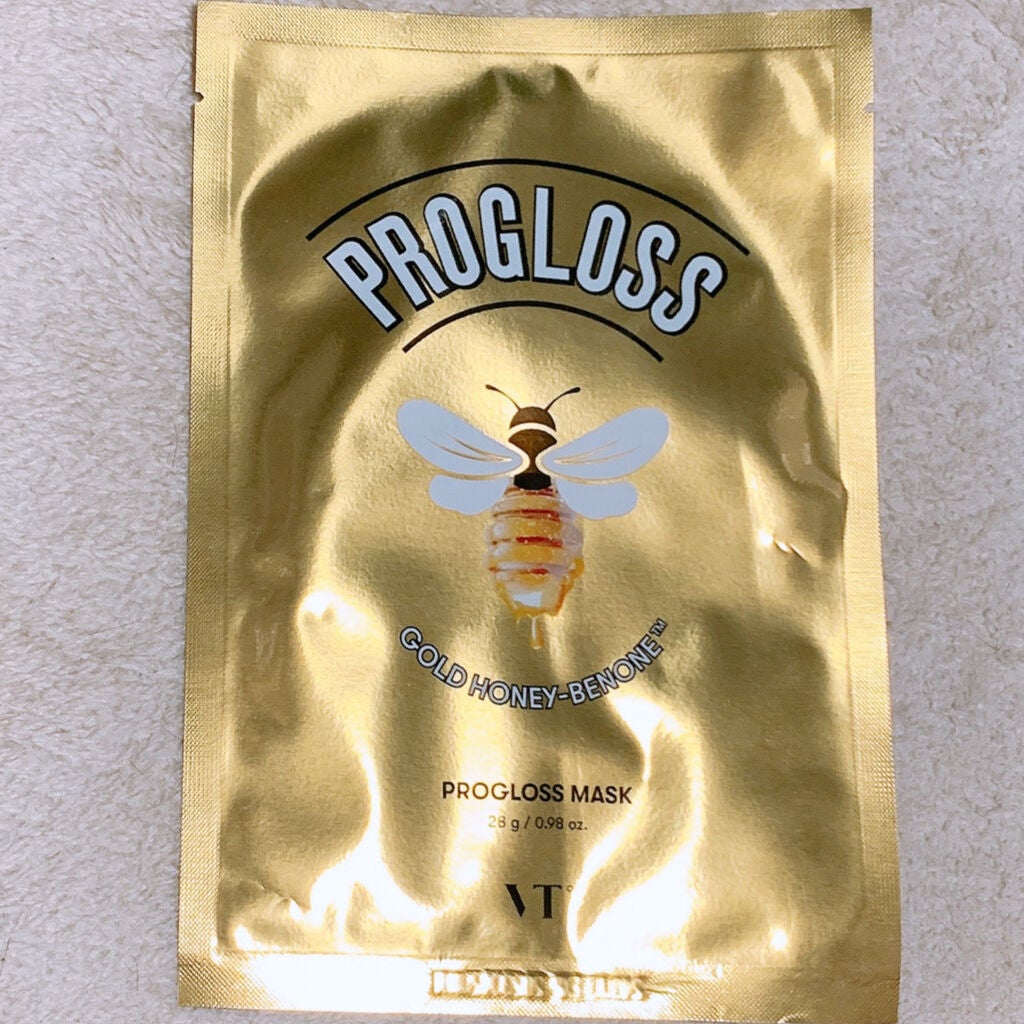 PROGLOSS
GOLD HONEY-BENONE™
PROGLOSS MASK
28 g / 0.98 oz.
VT